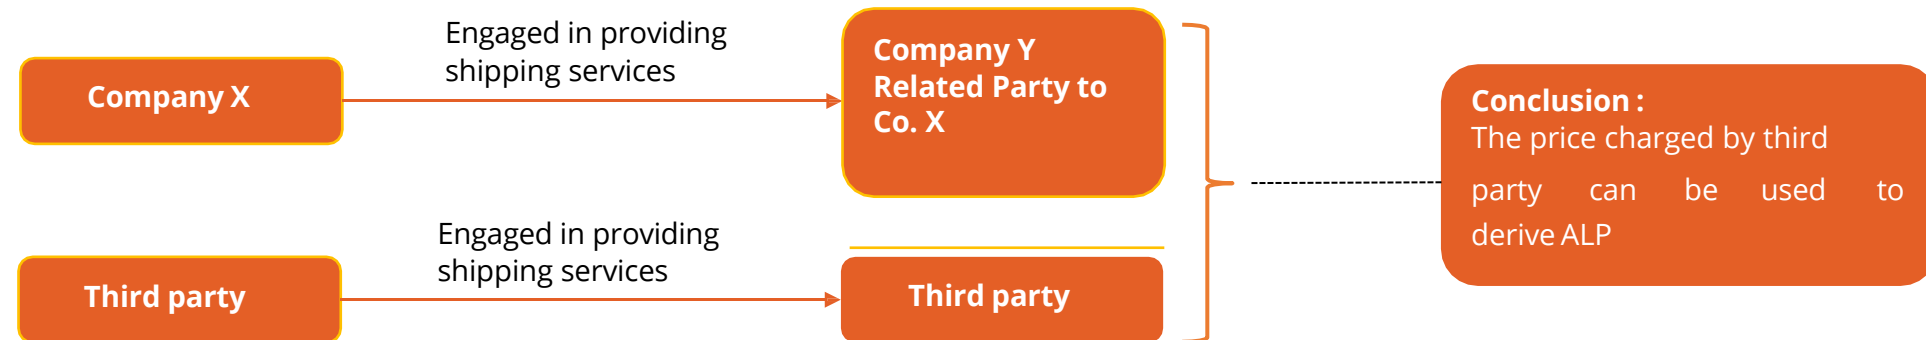 Engaged in providing
shipping services
Company X
Company Y
Related Party to
Co. X
Engaged in providing
shipping services
Third party
Third party
Conclusion :
The price charged by third
party can be used to
derive ALP